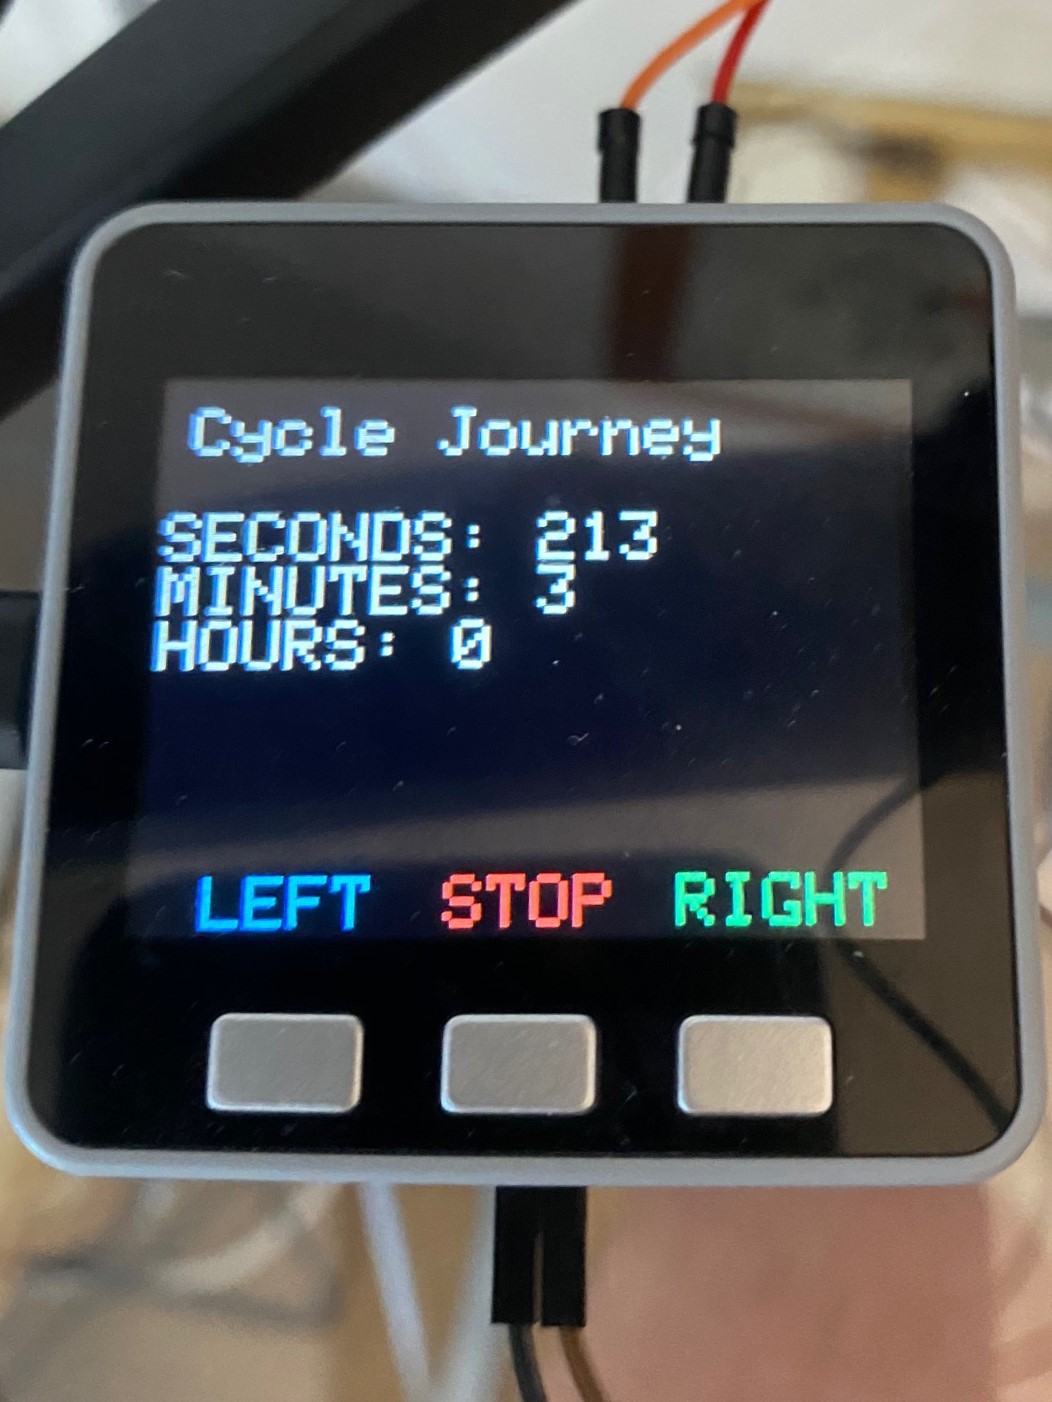 Cycle Journey
SECONDS: 213
MINUTES: 3
HOURS: 0
LEFT STOP RIGHT